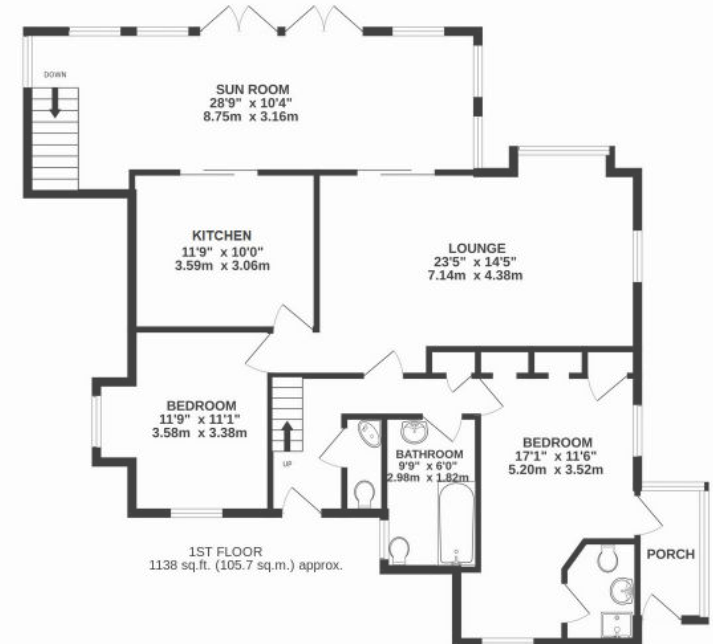 DOWN
SUN ROOM
28'9" x 10'4"
8.75m x 3.16m
KITCHEN
11'9" x 10'0"
3.59m x 3.06m
LOUNGE
23'5" x 14'5"
7.14m x 4.38m
BEDROOM
11'9" x 11'1"
3.58m x 3.38m
UP
BATHROOM
9'9" x 6'0"
2.98m x 1.82m
BEDROOM
17'1" x 11'6"
5.20m x 3.52m
PORCH
1ST FLOOR
1138 sq.ft. (105.7 sq.m.) approx.